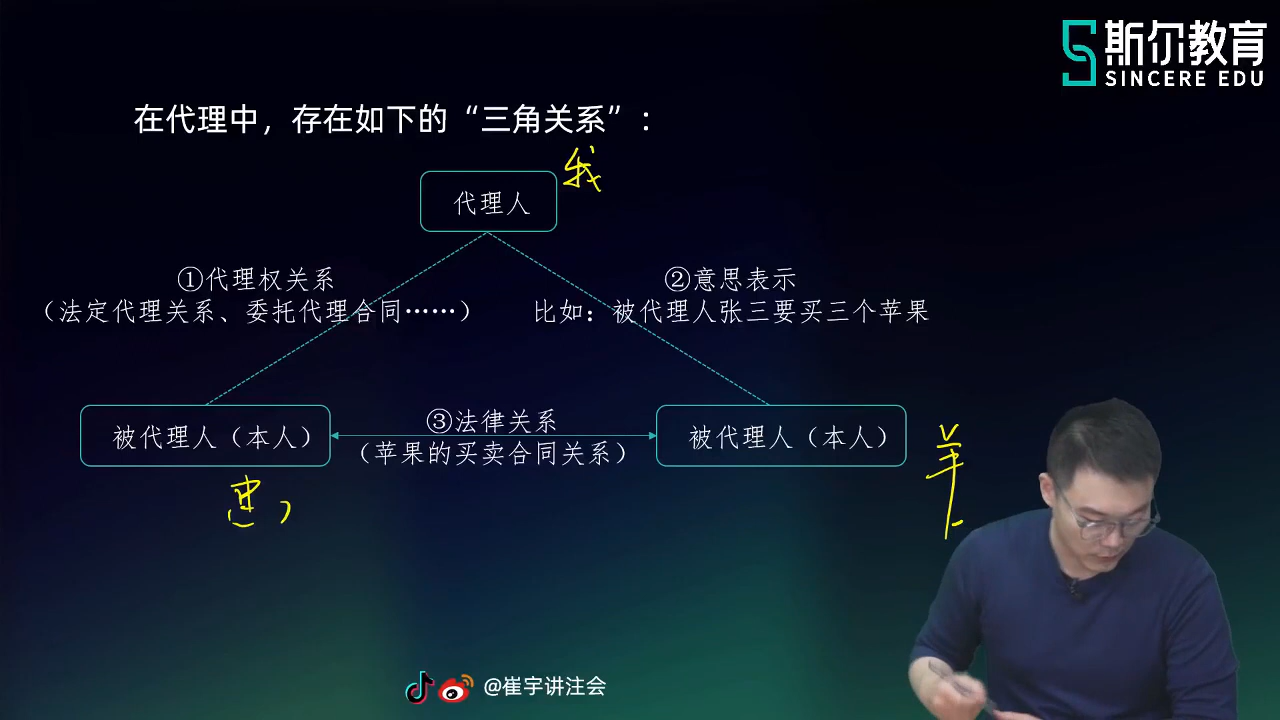 斯尔教育
SINCERE EDU
在代理中，存在如下的“三角关系”：
我
代理人
①代理权关系
（法定代理关系、委托代理合同……）
②意思表示
比如：被代理人张三要买三个苹果
被代理人（本人）
③法律关系
（苹果的买卖合同关系）
被代理人（本人）
@崔宇讲注会